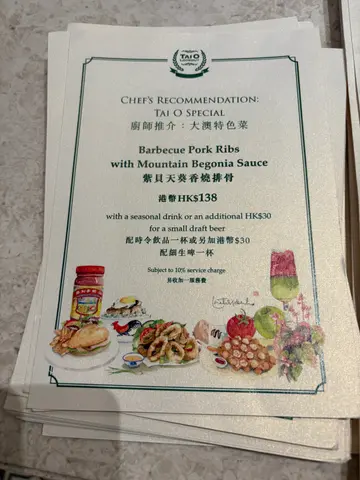 TAI O
CHEF'S RECOMMENDATION:
TAI O SPECIAL
廚師推介：大澳特色菜
Barbecue Pork Ribs
with Mountain Begonia Sauce
紫貝天葵香燒排骨
港幣HK$138
with a seasonal drink or an additional HK$30
for a small draft beer
配時令飲品一杯或另加港幣$30
配細生啤一杯
Subject to 10% service charge.
另收加一服務費